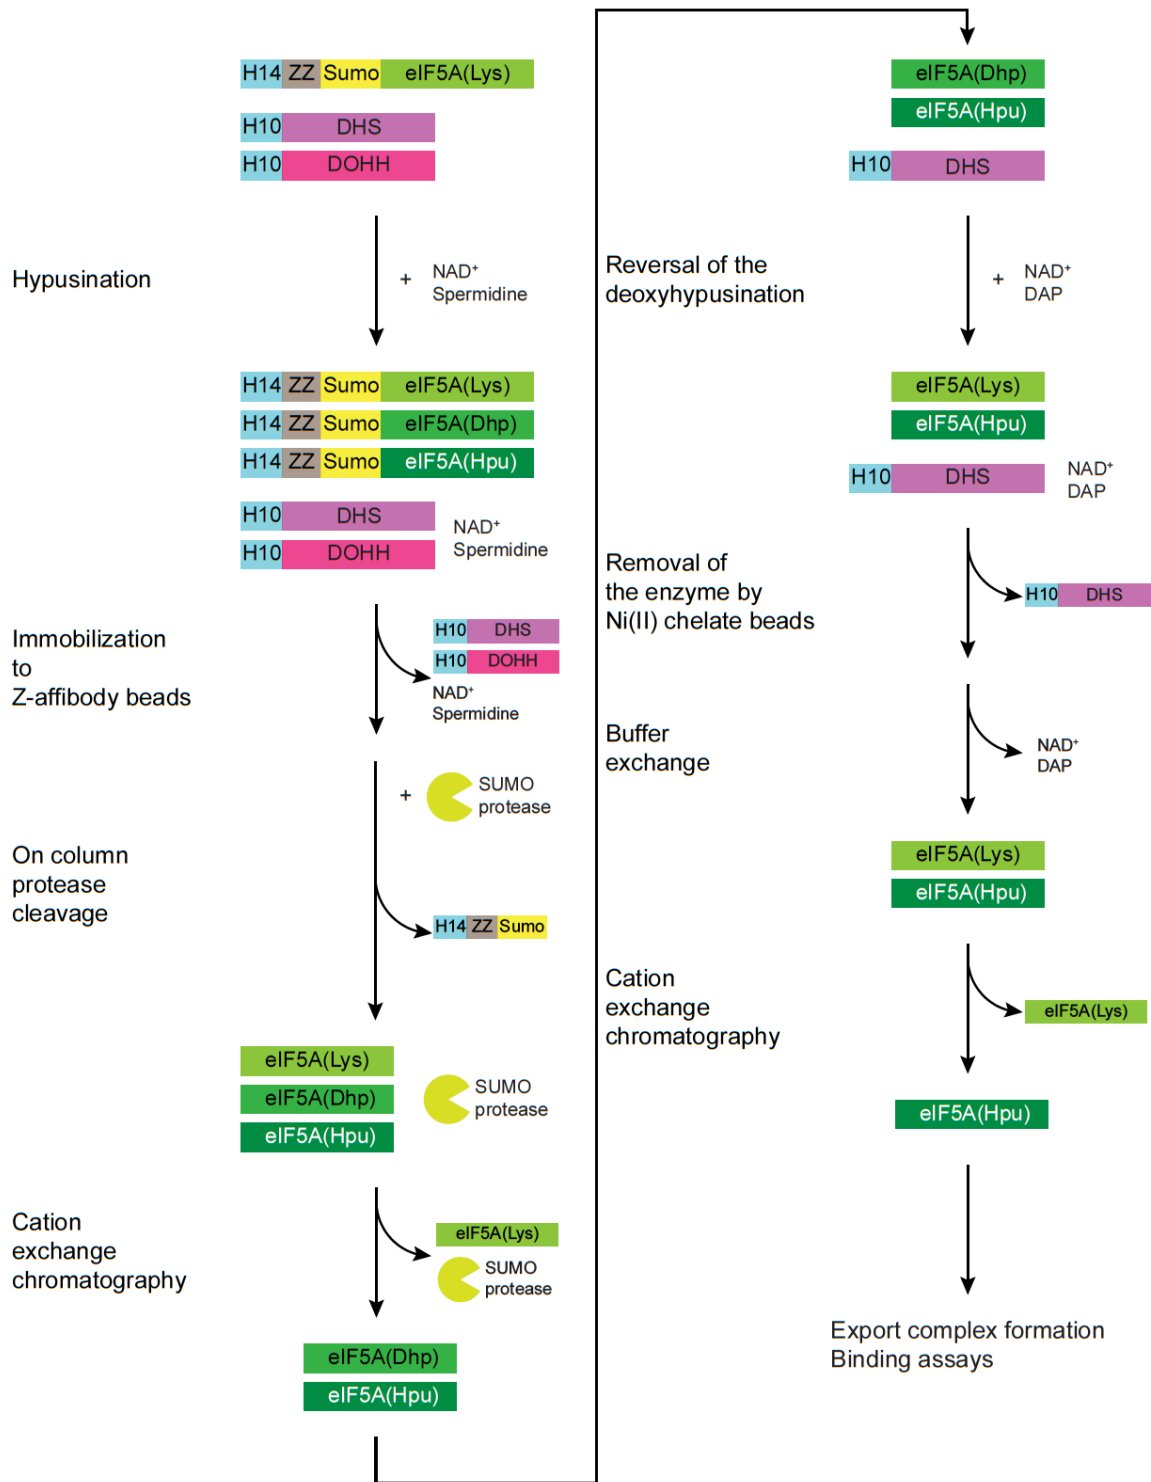 H14 ZZ Sumo eIF5A(Lys)
H10 DHS
H10 DOHH
Hypusination
+ NAD⁺
Spermidine
H14 ZZ Sumo eIF5A(Lys)
H14 ZZ Sumo eIF5A(Dhp)
H14 ZZ Sumo eIF5A(Hpu)
H10 DHS
H10 DOHH
NAD⁺
Spermidine
Immobilization
to
Z-affibody beads
H10 DHS
H10 DOHH
NAD⁺
Spermidine
+ SUMO
protease
On column
protease
cleavage
H14 ZZ Sumo
eIF5A(Lys)
eIF5A(Dhp)
eIF5A(Hpu)
SUMO
protease
Cation
exchange
chromatography
eIF5A(Lys)
SUMO
protease
eIF5A(Dhp)
eIF5A(Hpu)
eIF5A(Dhp)
eIF5A(Hpu)
H10 DHS
Reversal of the
deoxyhypusination
+ NAD⁺
DAP
eIF5A(Lys)
eIF5A(Hpu)
H10 DHS
NAD⁺
DAP
Removal of
the enzyme by
Ni(II) chelate beads
H10 DHS
Buffer
exchange
NAD⁺
DAP
eIF5A(Lys)
eIF5A(Hpu)
Cation
exchange
chromatography
eIF5A(Lys)
eIF5A(Hpu)
Export complex formation
Binding assays